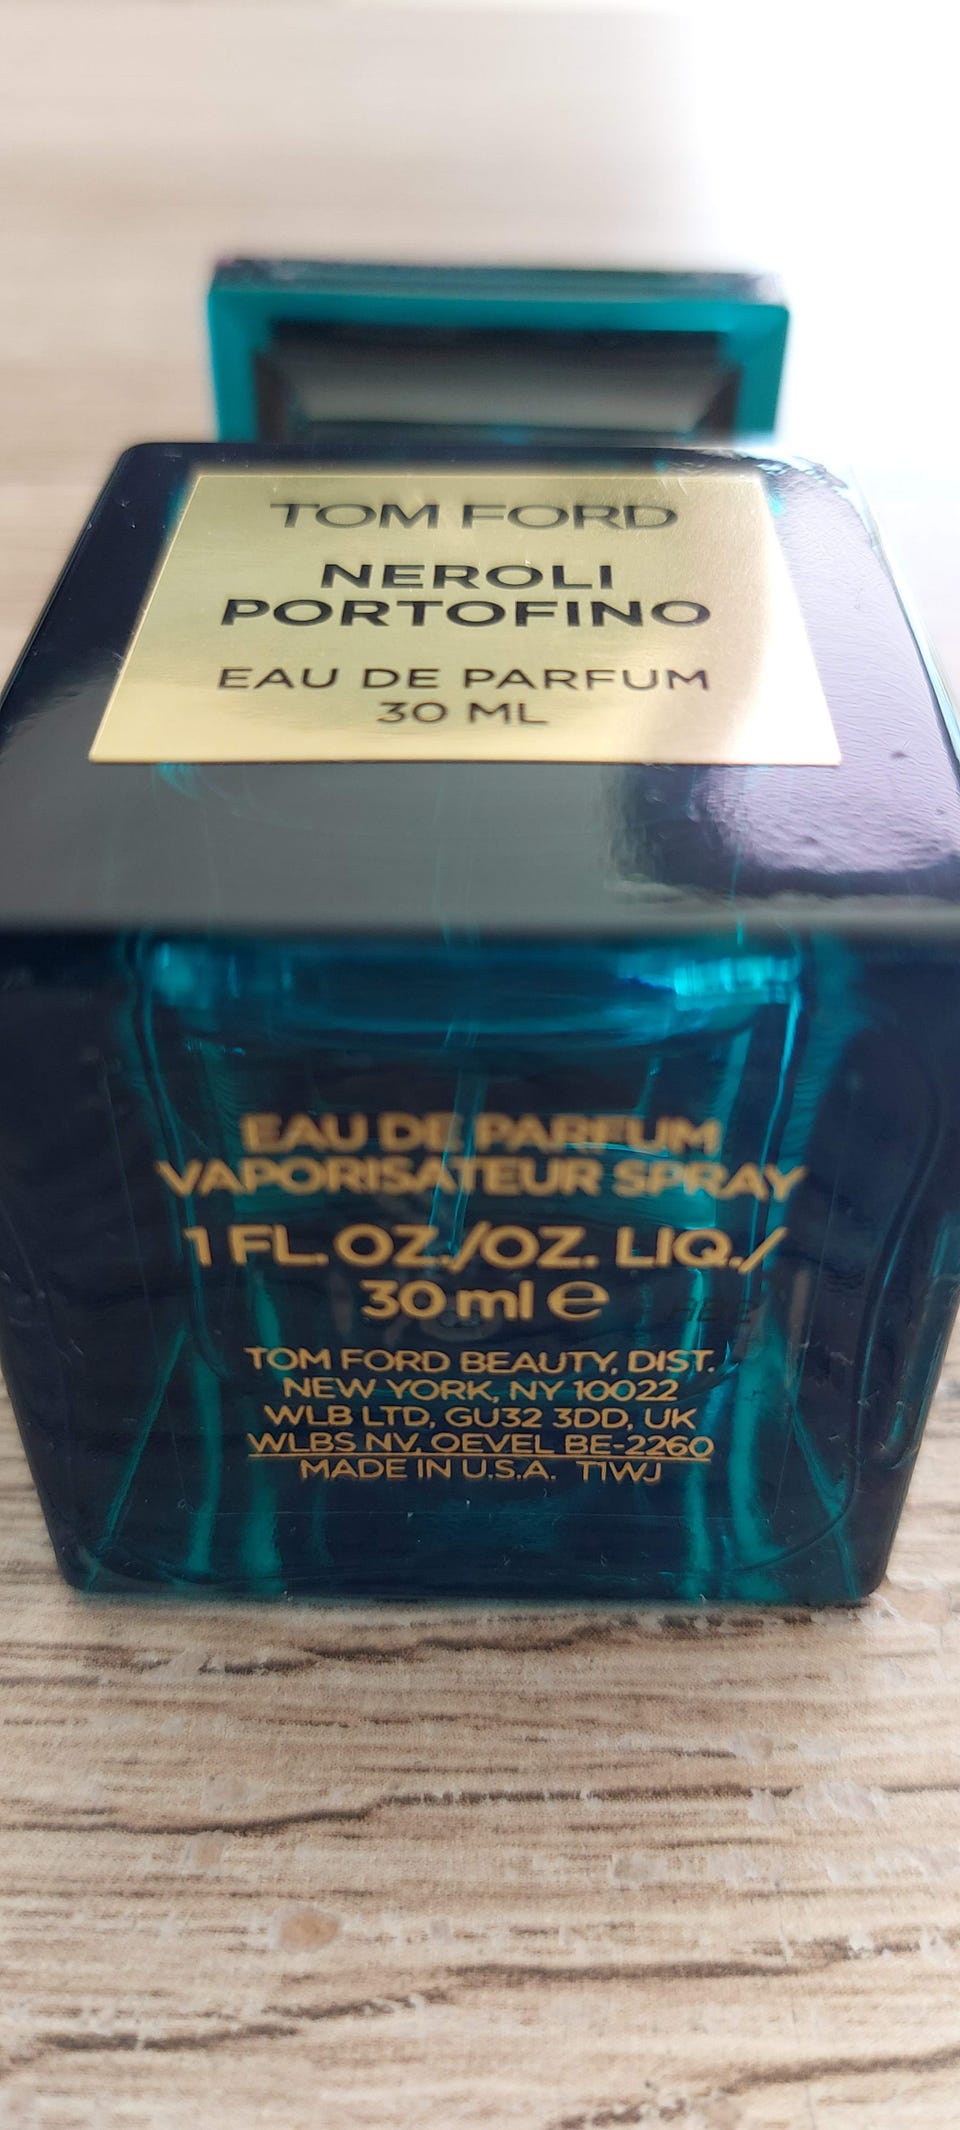 TOM FORD
NEROLI
PORTOFINO
EAU DE PARFUM
30 ML
EAU DE PARFUM
VAPORISATEUR SPRAY
1 FL. OZ./OZ. LIQ./
30 ml ℮
TOM FORD BEAUTY, DIST.
NEW YORK, NY 10022
WLB LTD, GU32 3DD, UK
WLBS NV, OEVEL BE-2260
MADE IN U.S.A. T1WJ